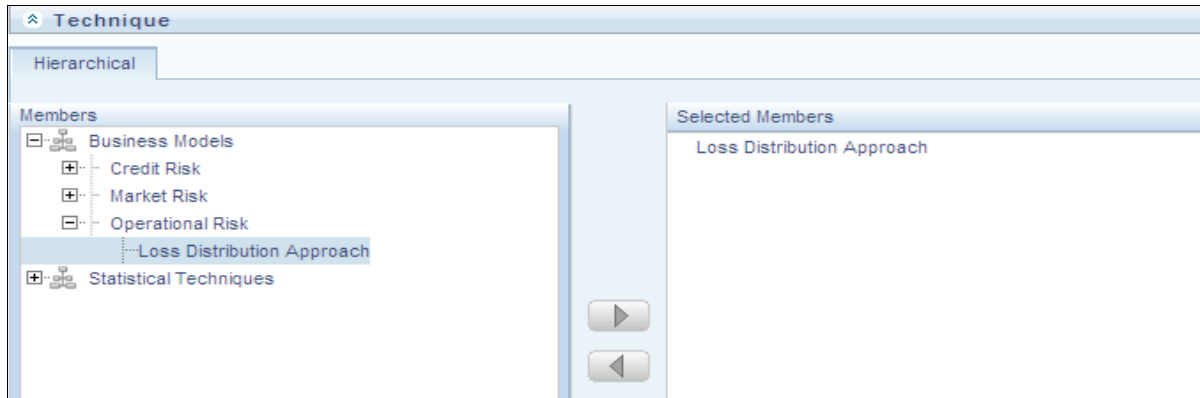 Technique
Hierarchical
Members
Business Models
Credit Risk
Market Risk
Operational Risk
Loss Distribution Approach
Statistical Techniques
Selected Members
Loss Distribution Approach